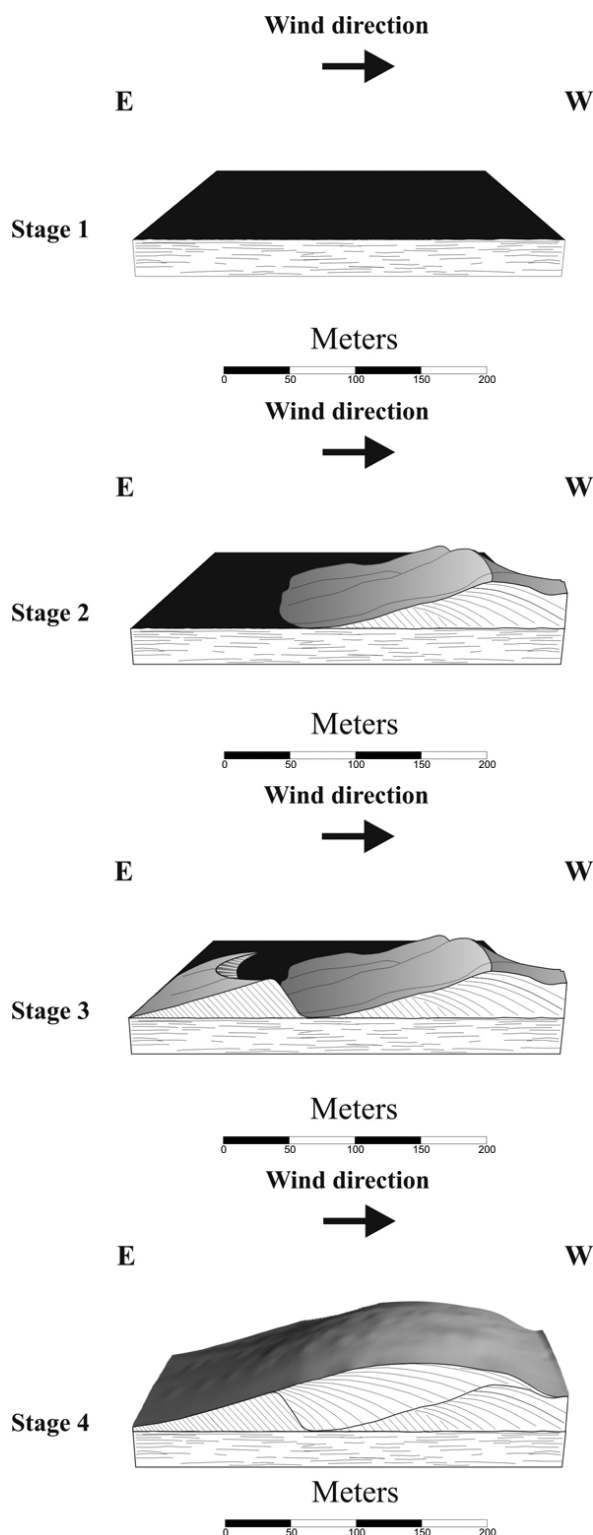 Wind direction
E W
Stage 1
Meters
0 50 100 150 200
Wind direction
E W
Stage 2
Meters
0 50 100 150 200
Wind direction
E W
Stage 3
Meters
0 50 100 150 200
Wind direction
E W
Stage 4
Meters
0 50 100 150 200